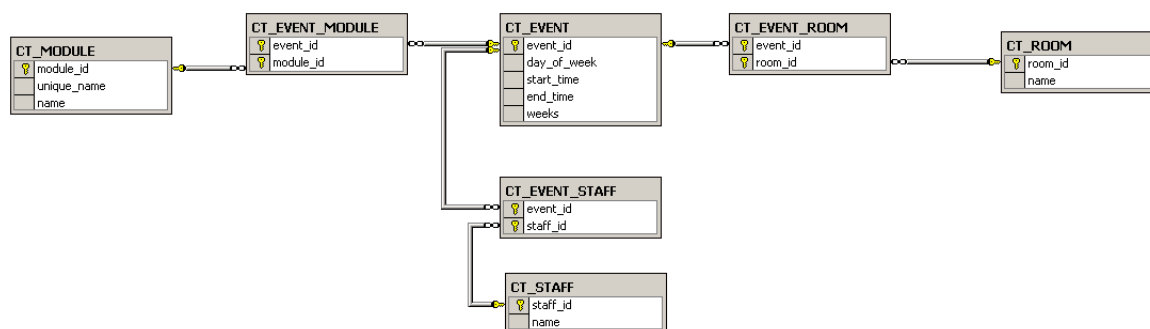 CT_MODULE
module_id
unique_name
name
CT_EVENT_MODULE
event_id
module_id
CT_EVENT
event_id
day_of_week
start_time
end_time
weeks
CT_EVENT_ROOM
event_id
room_id
CT_ROOM
room_id
name
CT_EVENT_STAFF
event_id
staff_id
CT_STAFF
staff_id
name